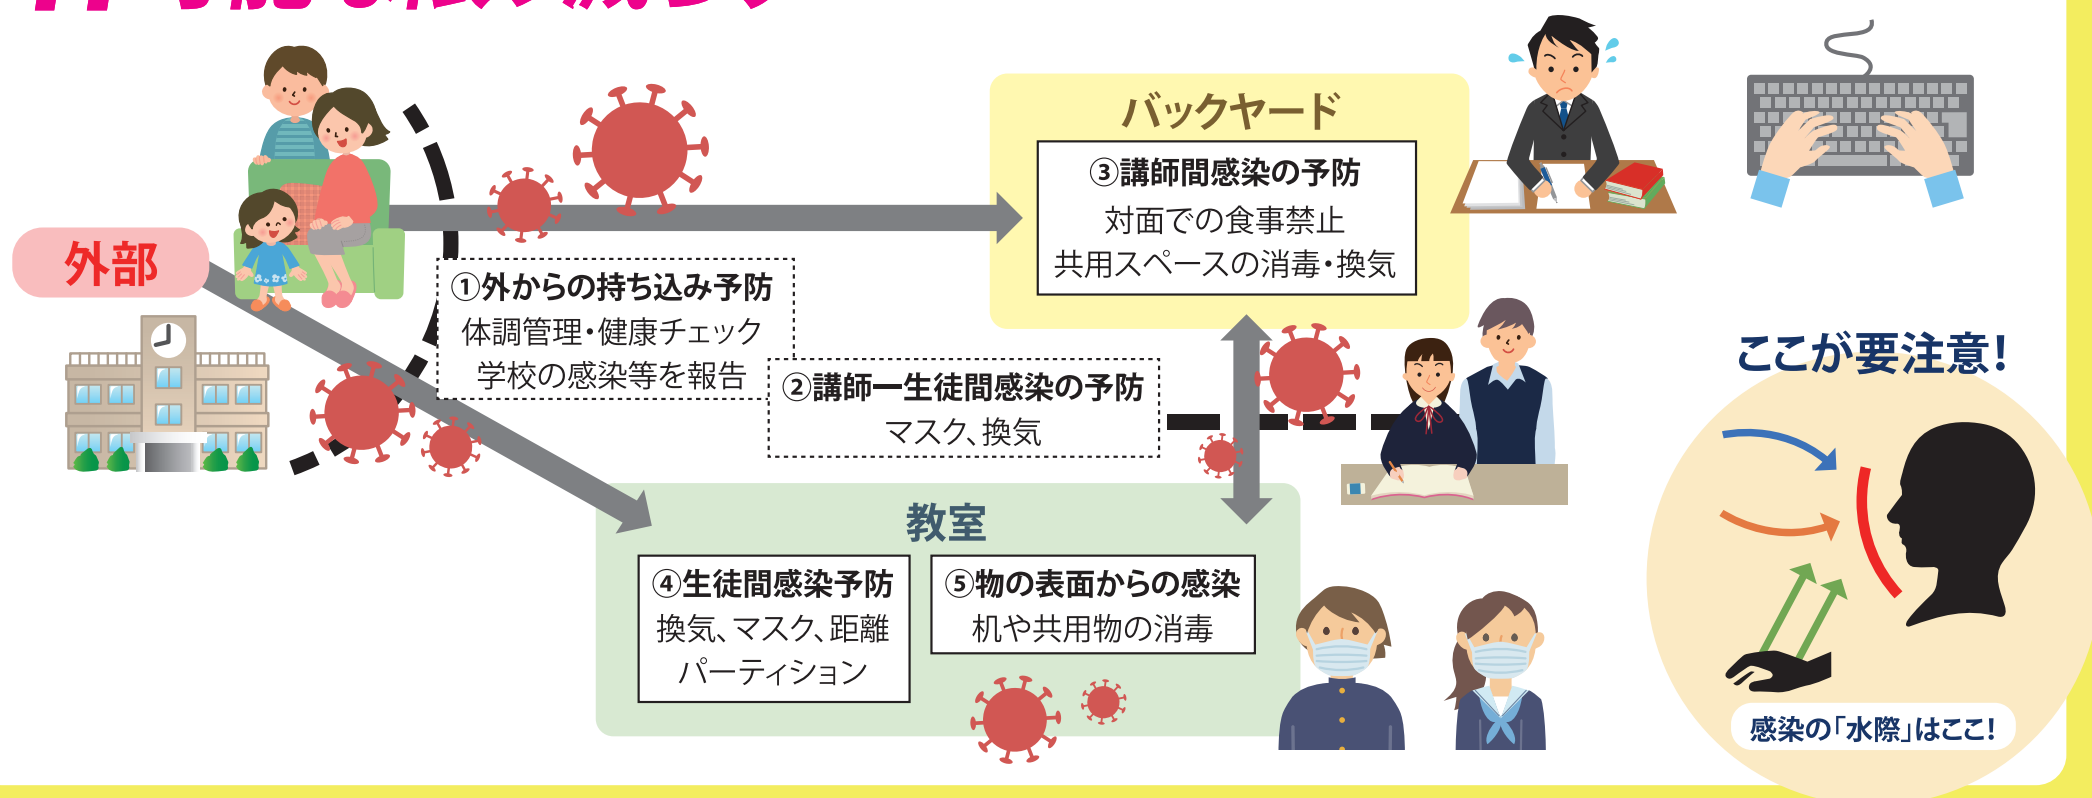 外部
①外からの持ち込み予防
体調管理・健康チェック
学校の感染等を報告
②講師ー生徒間感染の予防
マスク、換気
バックヤード
③講師間感染の予防
対面での食事禁止
共用スペースの消毒・換気
教室
④生徒間感染予防
換気、マスク、距離
パーティション
⑤物の表面からの感染
机や共用物の消毒
ここが要注意!
感染の「水際」はここ!